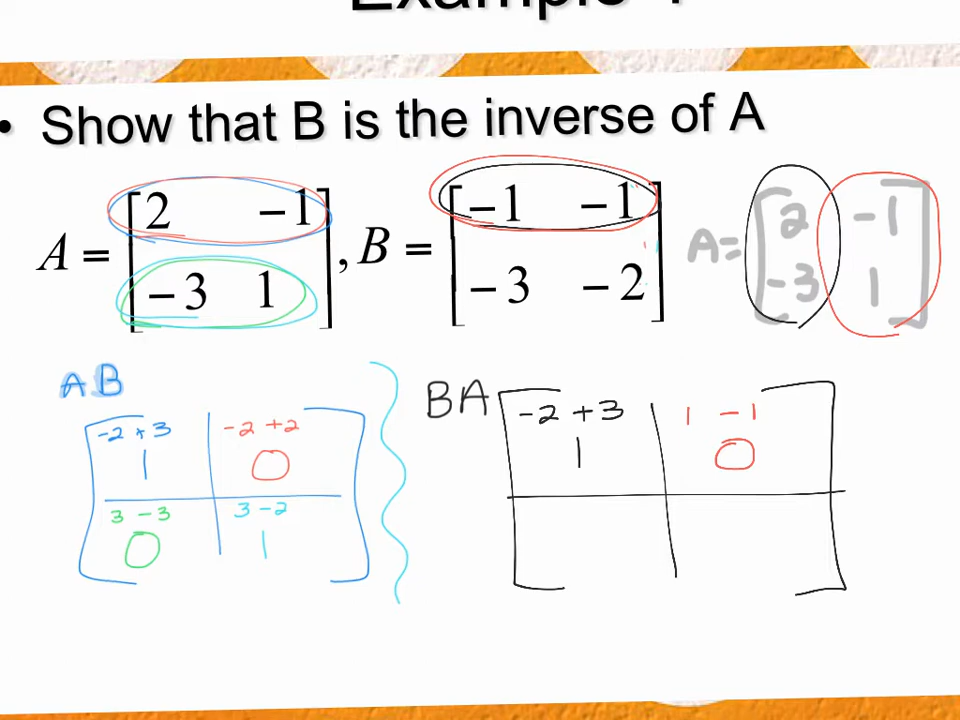 Example 1
• Show that B is the inverse of A
A = [2 −1
−3 1], B = [−1 −1
−3 −2]
A = [2 −1
−3 1]
AB
-2 + 3 -2 +2
1 0
3 -3 3 -2
0 1
BA
-2 +3 1 -1
1 0